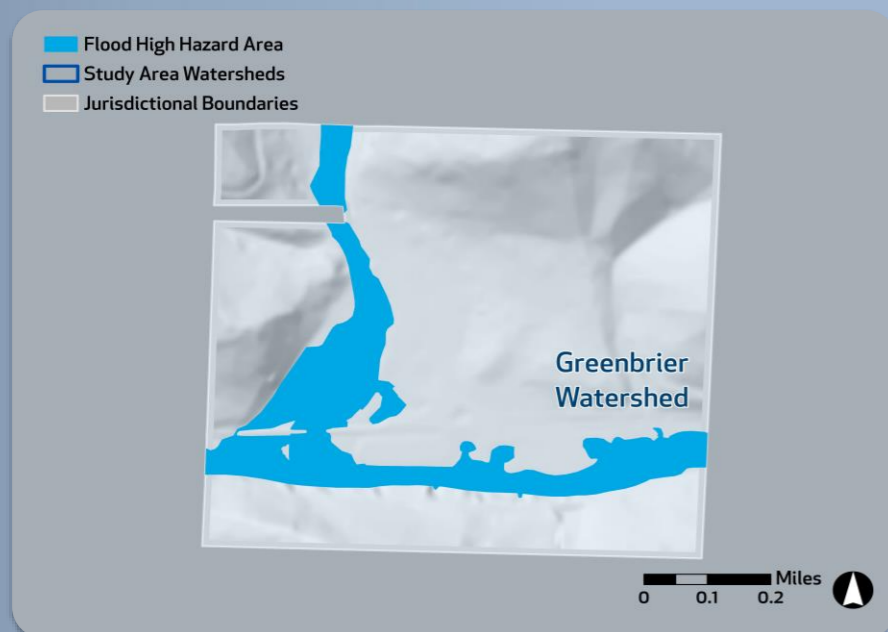 Flood High Hazard Area
Study Area Watersheds
Jurisdictional Boundaries
Greenbrier
Watershed
Miles
0 0.1 0.2